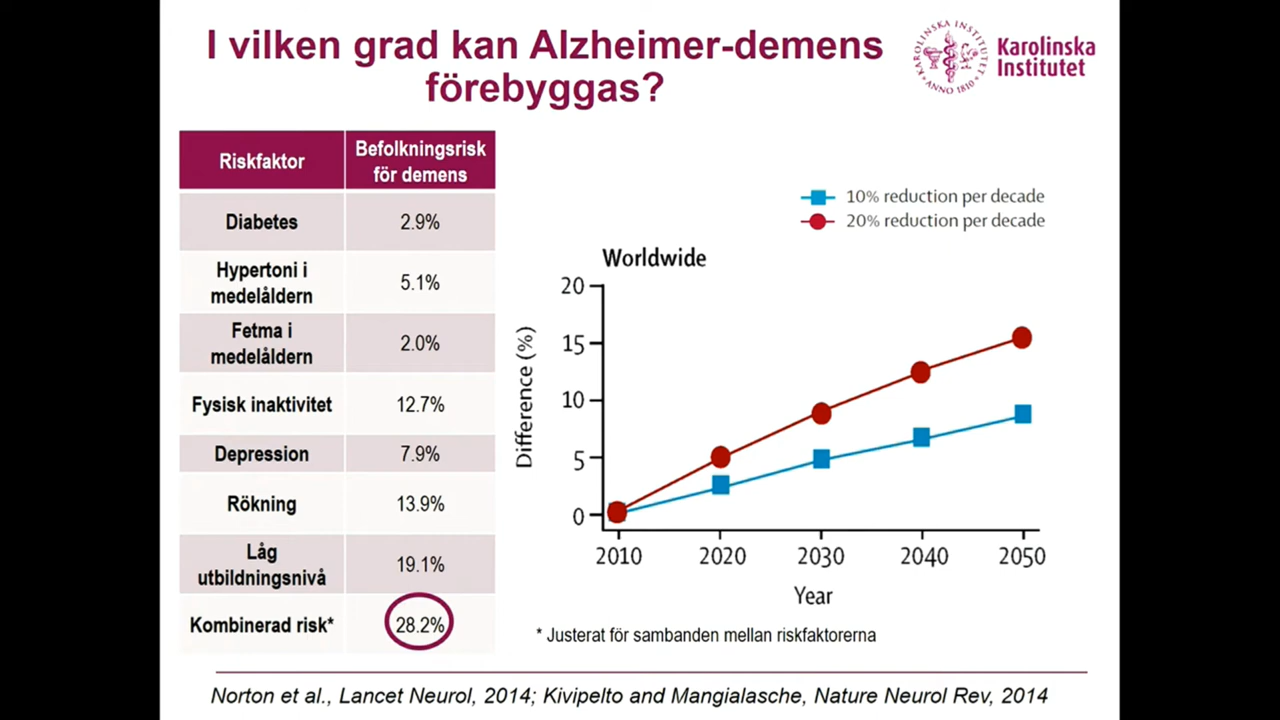 I vilken grad kan Alzheimer-demens
förebyggas?
KAROLINSKA INSTITUTET
ANNO 1810
Karolinska
Institutet
Riskfaktor
Befolkningsrisk
för demens
Diabetes
2.9%
Hypertoni i
medelåldern
5.1%
Fetma i
medelåldern
2.0%
Fysisk inaktivitet
12.7%
Depression
7.9%
Rökning
13.9%
Låg
utbildningsnivå
19.1%
Kombinerad risk*
28.2%
10% reduction per decade
20% reduction per decade
Worldwide
Difference (%)
20
15
10
5
0
2010 2020 2030 2040 2050
Year
* Justerat för sambanden mellan riskfaktorerna
Norton et al., Lancet Neurol, 2014; Kivipelto and Mangialasche, Nature Neurol Rev, 2014